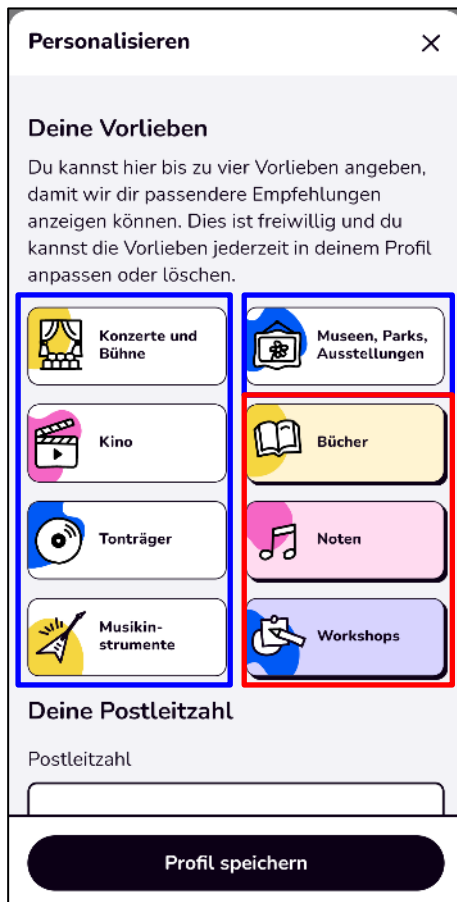 Personalisieren
Deine Vorlieben
Du kannst hier bis zu vier Vorlieben angeben,
damit wir dir passendere Empfehlungen
anzeigen können. Dies ist freiwillig und du
kannst die Vorlieben jederzeit in deinem Profil
anpassen oder löschen.
Konzerte und
Bühne
Museen, Parks,
Ausstellungen
Kino
Bücher
Tonträger
Noten
Musikin-
strumente
Workshops
Deine Postleitzahl
Postleitzahl
Profil speichern